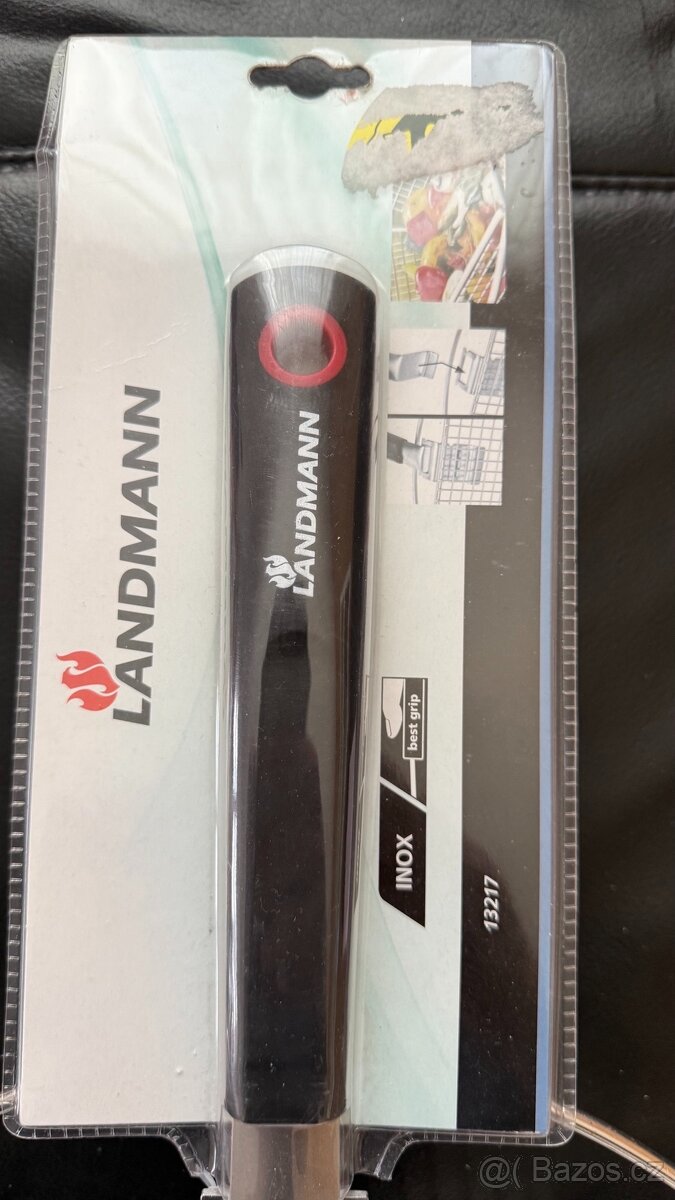 LANDMANN
LANDMANN
best grip
INOX
13217
@( Bazos.cz